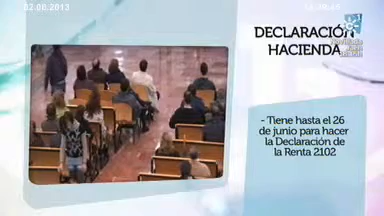 02.06.2013
DECLARACIÓN
HACIENDA
- Tiene hasta el 26
de junio para hacer
la Declaración de
la Renta 2102